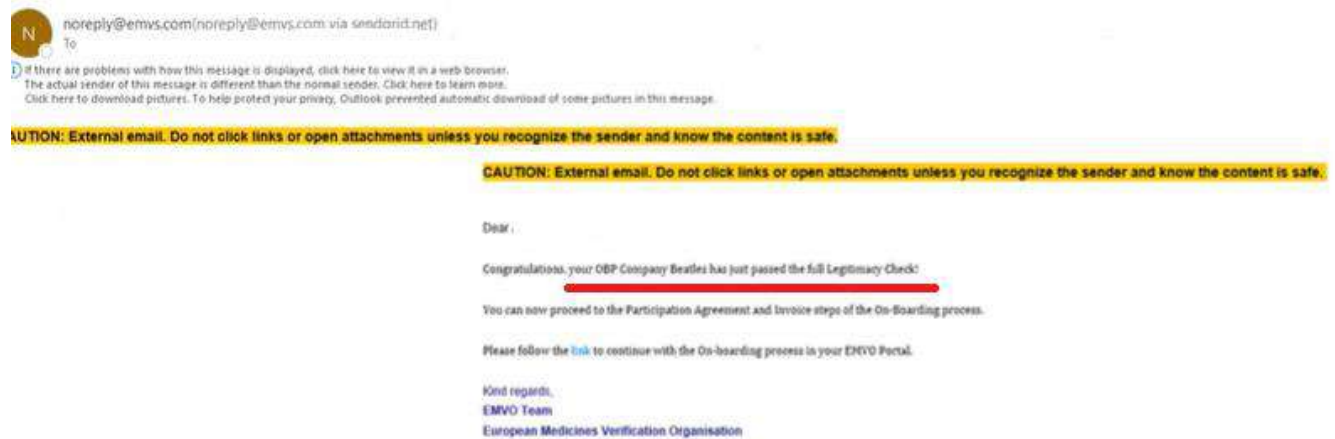 N
noreply@emvs.com(noreply@emvs.com via sendgrid.net)
To
If there are problems with how this message is displayed, click here to view it in a web browser.
The actual sender of this message is different than the normal sender. Click here to learn more.
Click here to download pictures. To help protect your privacy, Outlook prevented automatic download of some pictures in this message.
AUTION: External email. Do not click links or open attachments unless you recognize the sender and know the content is safe.
CAUTION: External email. Do not click links or open attachments unless you recognize the sender and know the content is safe.
Dear ,
Congratulations, your OBP Company Beatles has just passed the full Legitimacy Check!
You can now proceed to the Participation Agreement and Invoice steps of the On-Boarding process.
Please follow the link to continue with the On-boarding process in your EMVO Portal.
Kind regards,
EMVO Team
European Medicines Verification Organisation